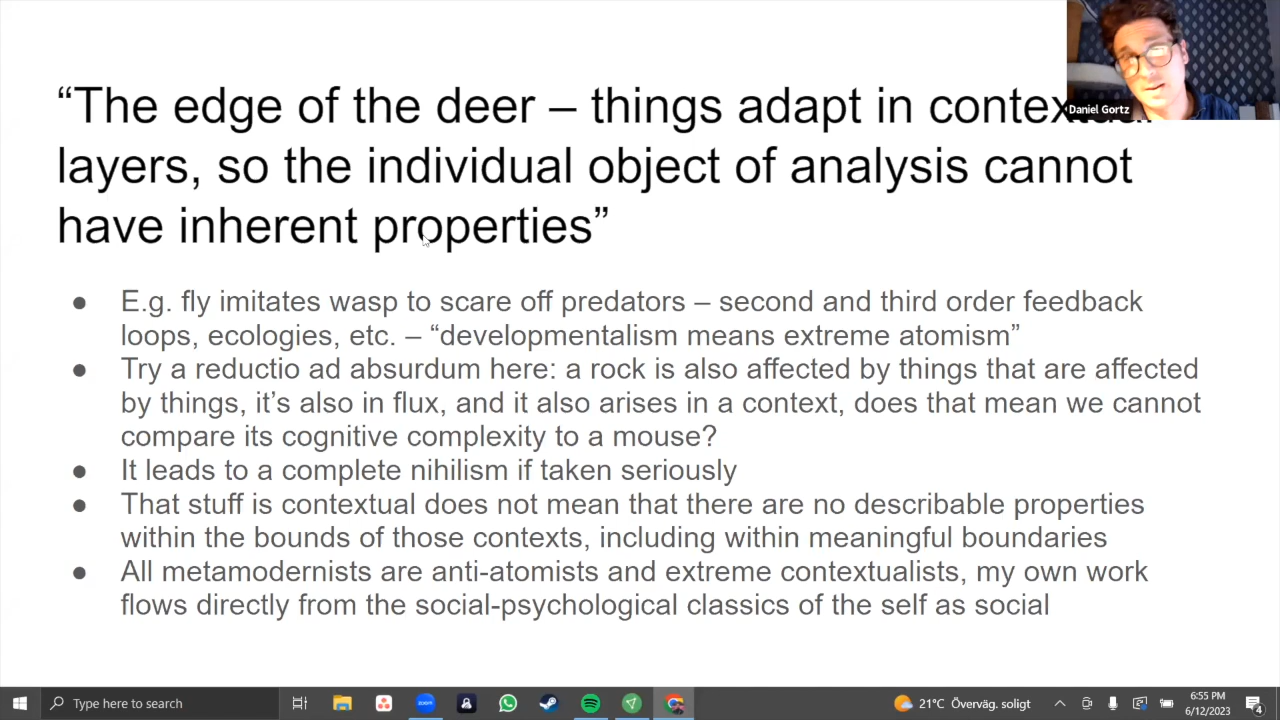 “The edge of the deer – things adapt in contextual
layers, so the individual object of analysis cannot
have inherent properties”
Daniel Gortz
● E.g. fly imitates wasp to scare off predators – second and third order feedback
loops, ecologies, etc. – “developmentalism means extreme atomism”
● Try a reductio ad absurdum here: a rock is also affected by things that are affected
by things, it’s also in flux, and it also arises in a context, does that mean we cannot
compare its cognitive complexity to a mouse?
● It leads to a complete nihilism if taken seriously
● That stuff is contextual does not mean that there are no describable properties
within the bounds of those contexts, including within meaningful boundaries
● All metamodernists are anti-atomists and extreme contextualists, my own work
flows directly from the social-psychological classics of the self as social
Type here to search
zoom
21°C Överväg. soligt
6:55 PM
6/12/2023
4